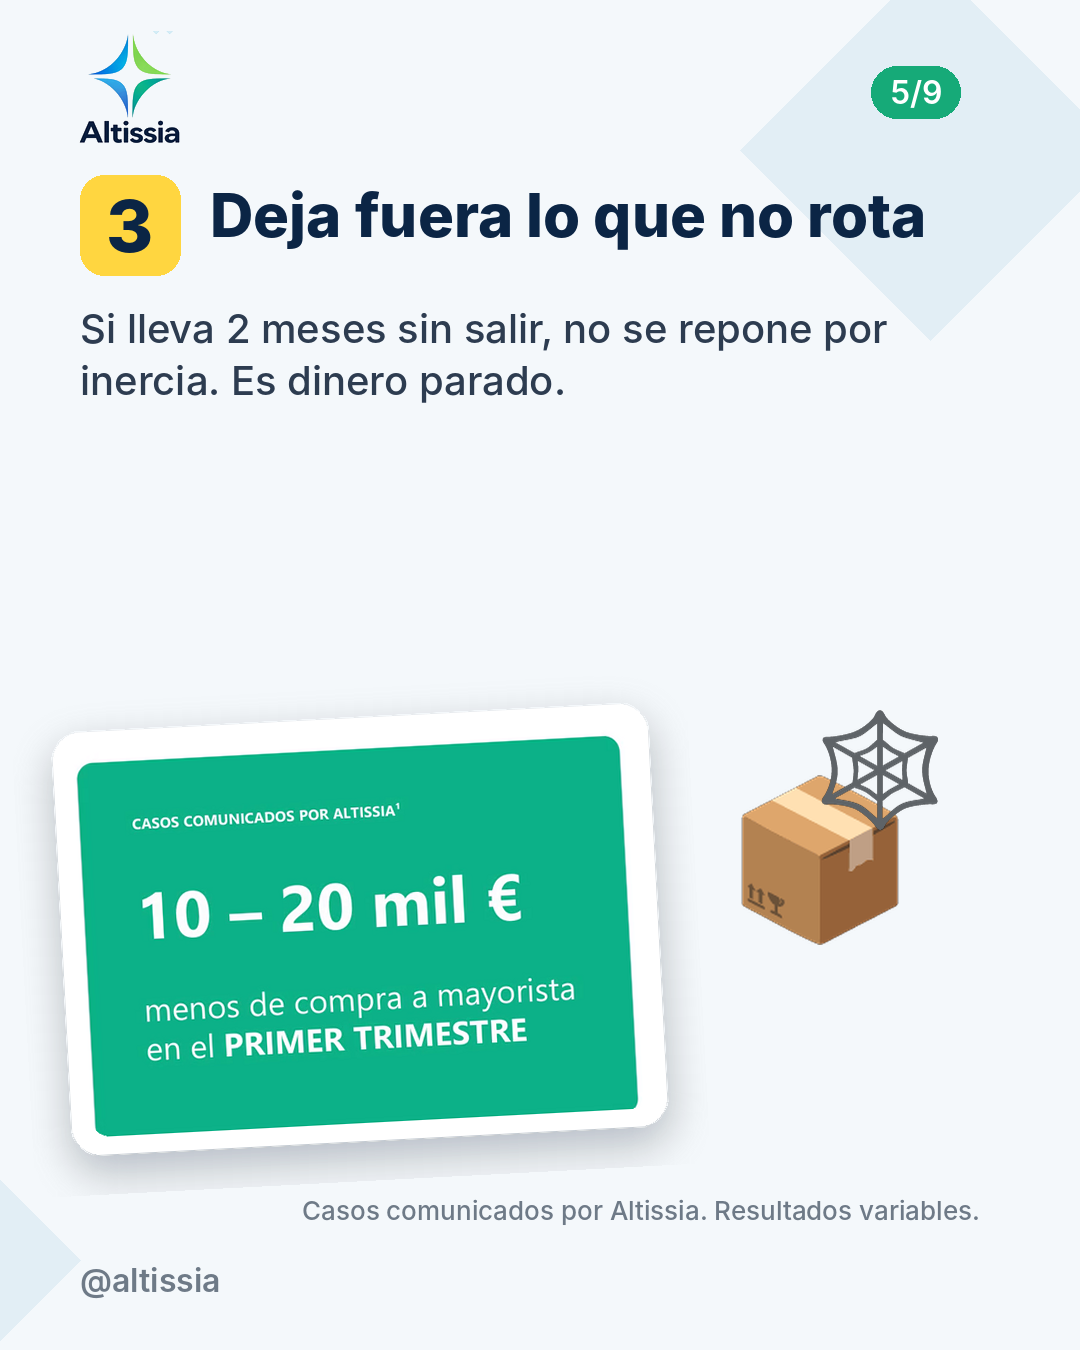 Altissia
5/9
3
Deja fuera lo que no rota
Si lleva 2 meses sin salir, no se repone por
inercia. Es dinero parado.
CASOS COMUNICADOS POR ALTISSIA¹
10 – 20 mil €
menos de compra a mayorista
en el PRIMER TRIMESTRE
Casos comunicados por Altissia. Resultados variables.
@altissia